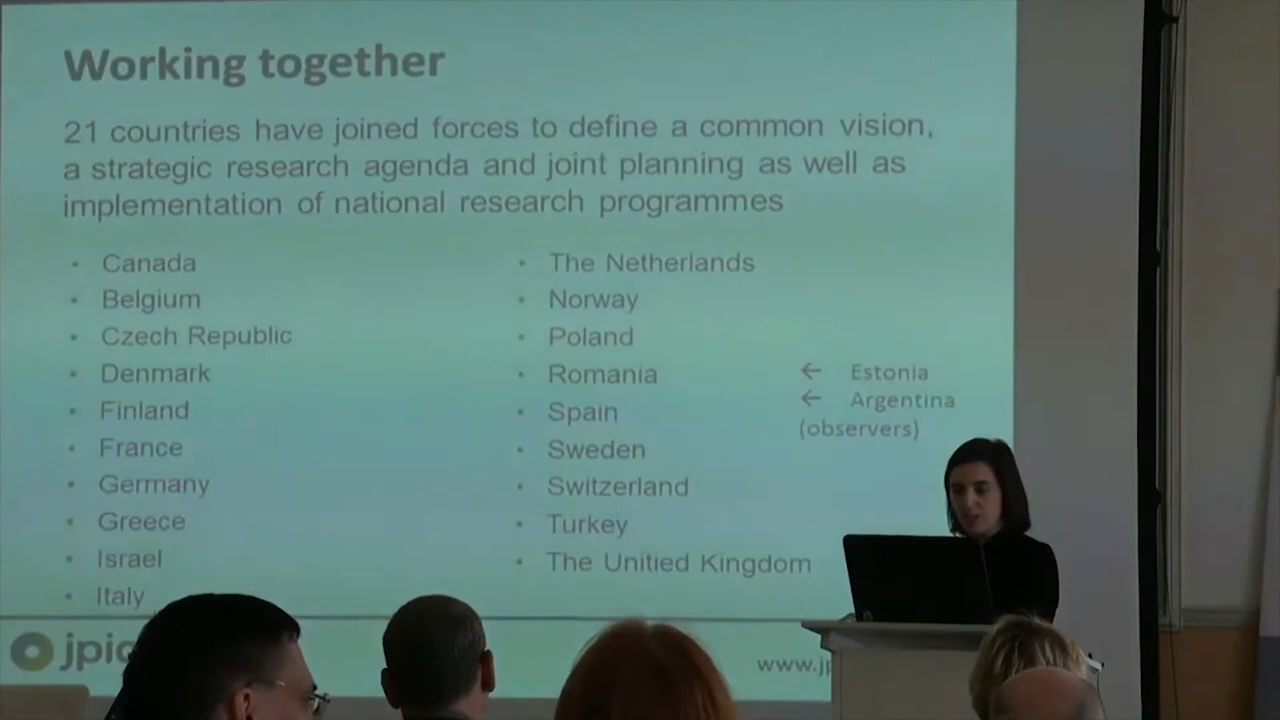 Working together
21 countries have joined forces to define a common vision,
a strategic research agenda and joint planning as well as
implementation of national research programmes
• Canada
• Belgium
• Czech Republic
• Denmark
• Finland
• France
• Germany
• Greece
• Israel
• Italy
• The Netherlands
• Norway
• Poland
• Romania
• Spain
• Sweden
• Switzerland
• Turkey
• The Unitied Kingdom
← Estonia
← Argentina
(observers)
jpi
www.j